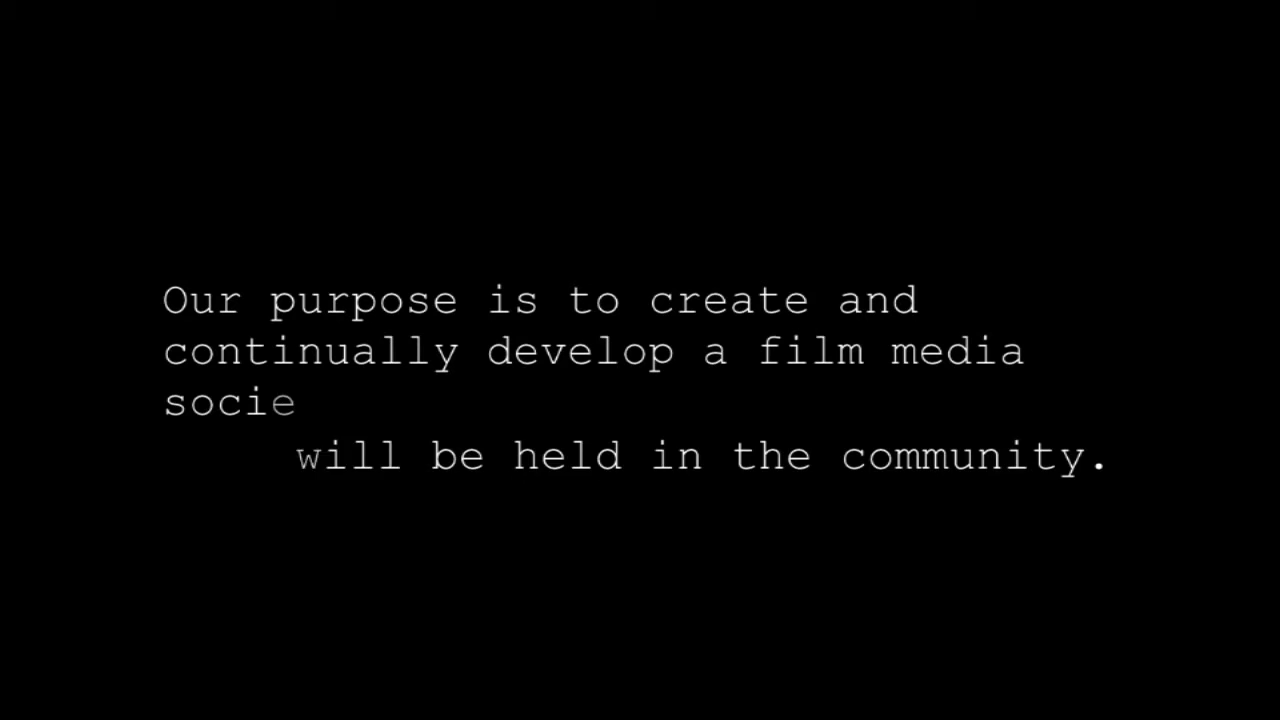 Our purpose is to create and
continually develop a film media
socie
will be held in the community.